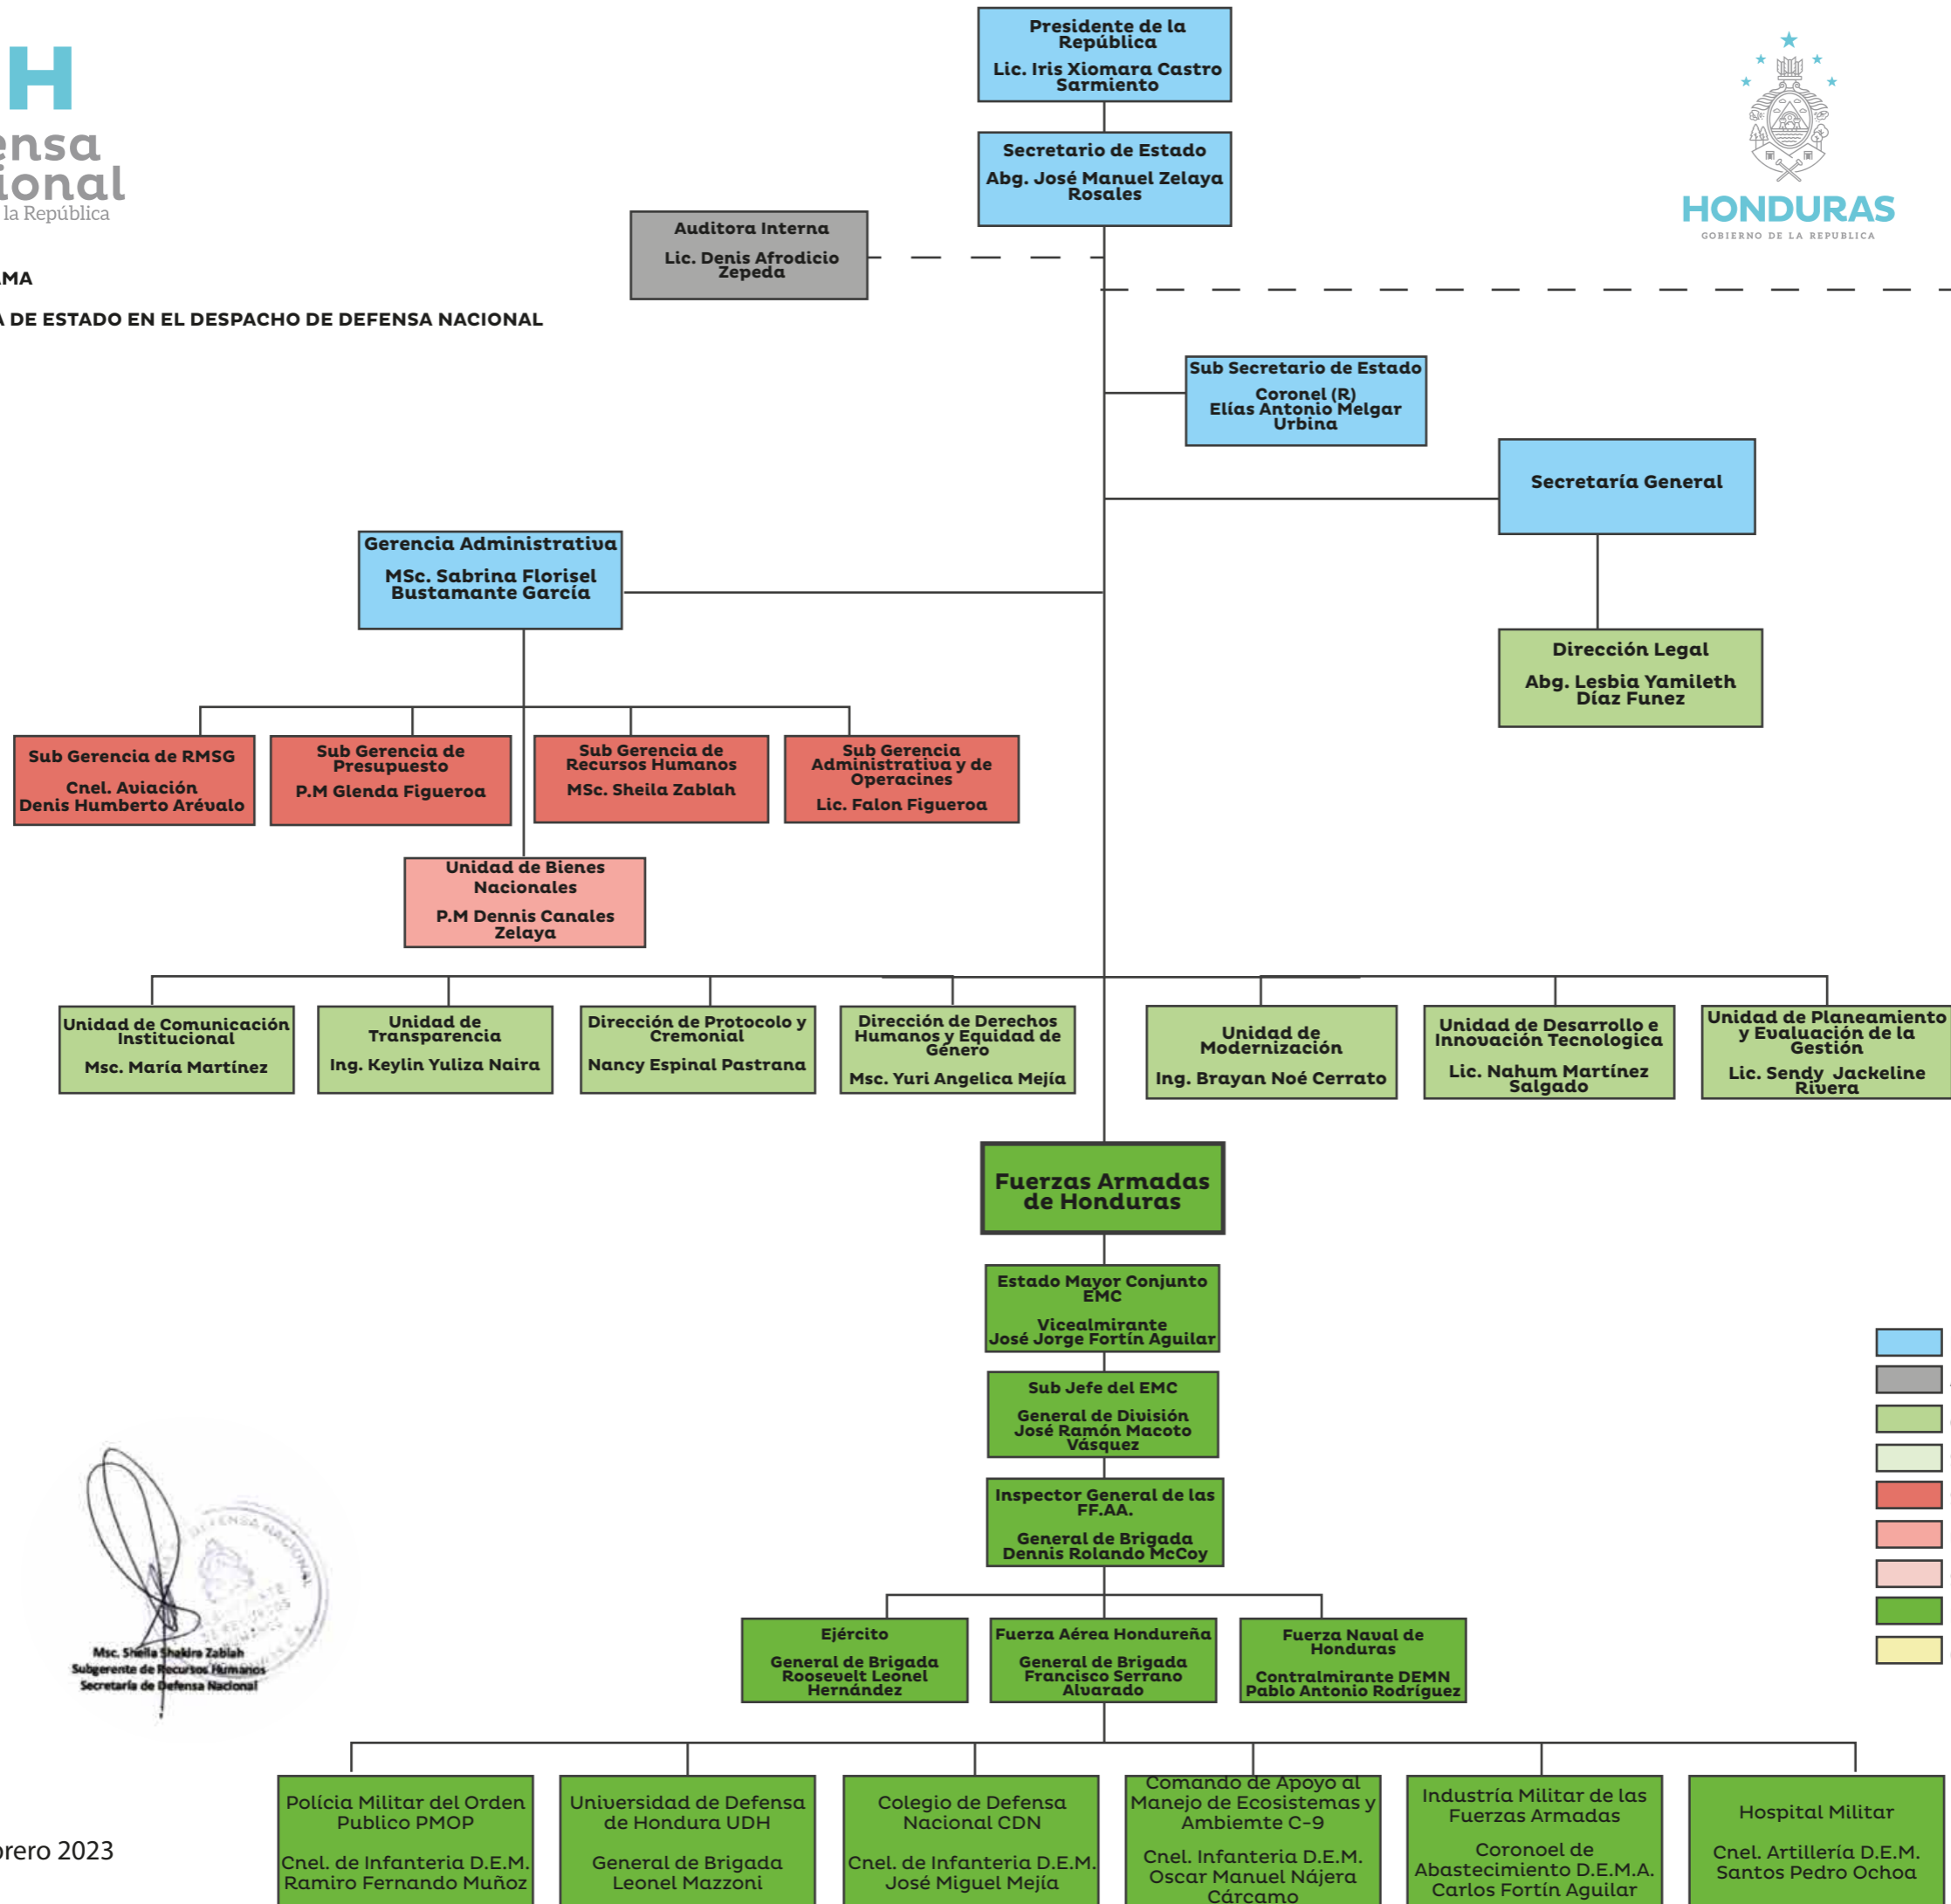 H
ensa
ional
la República
AMA
A DE ESTADO EN EL DESPACHO DE DEFENSA NACIONAL
Presidente de la
República
Lic. Iris Xiomara Castro
Sarmiento
HONDURAS
GOBIERNO DE LA REPUBLICA
Secretario de Estado
Abg. José Manuel Zelaya
Rosales
Auditora Interna
Lic. Denis Afrodicio
Zepeda
Sub Secretario de Estado
Coronel (R)
Elías Antonio Melgar
Urbina
Secretaría General
Gerencia Administrativa
MSc. Sabrina Florisel
Bustamante García
Dirección Legal
Abg. Lesbia Yamileth
Díaz Funez
Sub Gerencia de RMSG
Cnel. Aviación
Denis Humberto Arévalo
Sub Gerencia de
Presupuesto
P.M Glenda Figueroa
Sub Gerencia de
Recursos Humanos
MSc. Sheila Zablah
Sub Gerencia
Administrativa y de
Operacines
Lic. Falon Figueroa
Unidad de Bienes
Nacionales
P.M Dennis Canales
Zelaya
Unidad de Comunicación
Institucional
Msc. María Martínez
Unidad de
Transparencia
Ing. Keylin Yuliza Naira
Dirección de Protocolo y
Cremonial
Nancy Espinal Pastrana
Dirección de Derechos
Humanos y Equidad de
Género
Msc. Yuri Angelica Mejía
Unidad de
Modernización
Ing. Brayan Noé Cerrato
Unidad de Desarrollo e
Innovación Tecnologica
Lic. Nahum Martínez
Salgado
Unidad de Planeamiento
y Evaluación de la
Gestión
Lic. Sendy Jackeline
Rivera
Fuerzas Armadas
de Honduras
Estado Mayor Conjunto
EMC
Vicealmirante
José Jorge Fortín Aguilar
Sub Jefe del EMC
General de División
José Ramón Macoto
Vásquez
Inspector General de las
FF.AA.
General de Brigada
Dennis Rolando McCoy
Ejército
General de Brigada
Roosevelt Leonel
Hernández
Fuerza Aérea Hondureña
General de Brigada
Francisco Serrano
Alvarado
Fuerza Naval de
Honduras
Contralmirante DEMN
Pablo Antonio Rodríguez
DEFENSA NACIONAL
Msc. Sheila Shakira Zablah
Subgerente de Recursos Humanos
Secretaría de Defensa Nacional
Polícia Militar del Orden
Publico PMOP
Cnel. de Infanteria D.E.M.
Ramiro Fernando Muñoz
Universidad de Defensa
de Hondura UDH
General de Brigada
Leonel Mazzoni
Colegio de Defensa
Nacional CDN
Cnel. de Infanteria D.E.M.
José Miguel Mejía
Comando de Apoyo al
Manejo de Ecosistemas y
Ambiemte C-9
Cnel. Infanteria D.E.M.
Oscar Manuel Nájera
Cárcamo
Industría Militar de las
Fuerzas Armadas
Coronoel de
Abastecimiento D.E.M.A.
Carlos Fortín Aguilar
Hospital Militar
Cnel. Artillería D.E.M.
Santos Pedro Ochoa
brero 2023